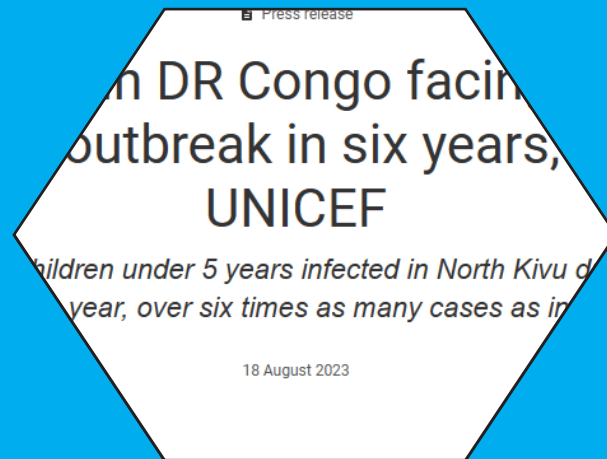 Press release
in DR Congo facin
outbreak in six years,
UNICEF
hildren under 5 years infected in North Kivu d
year, over six times as many cases as in
18 August 2023